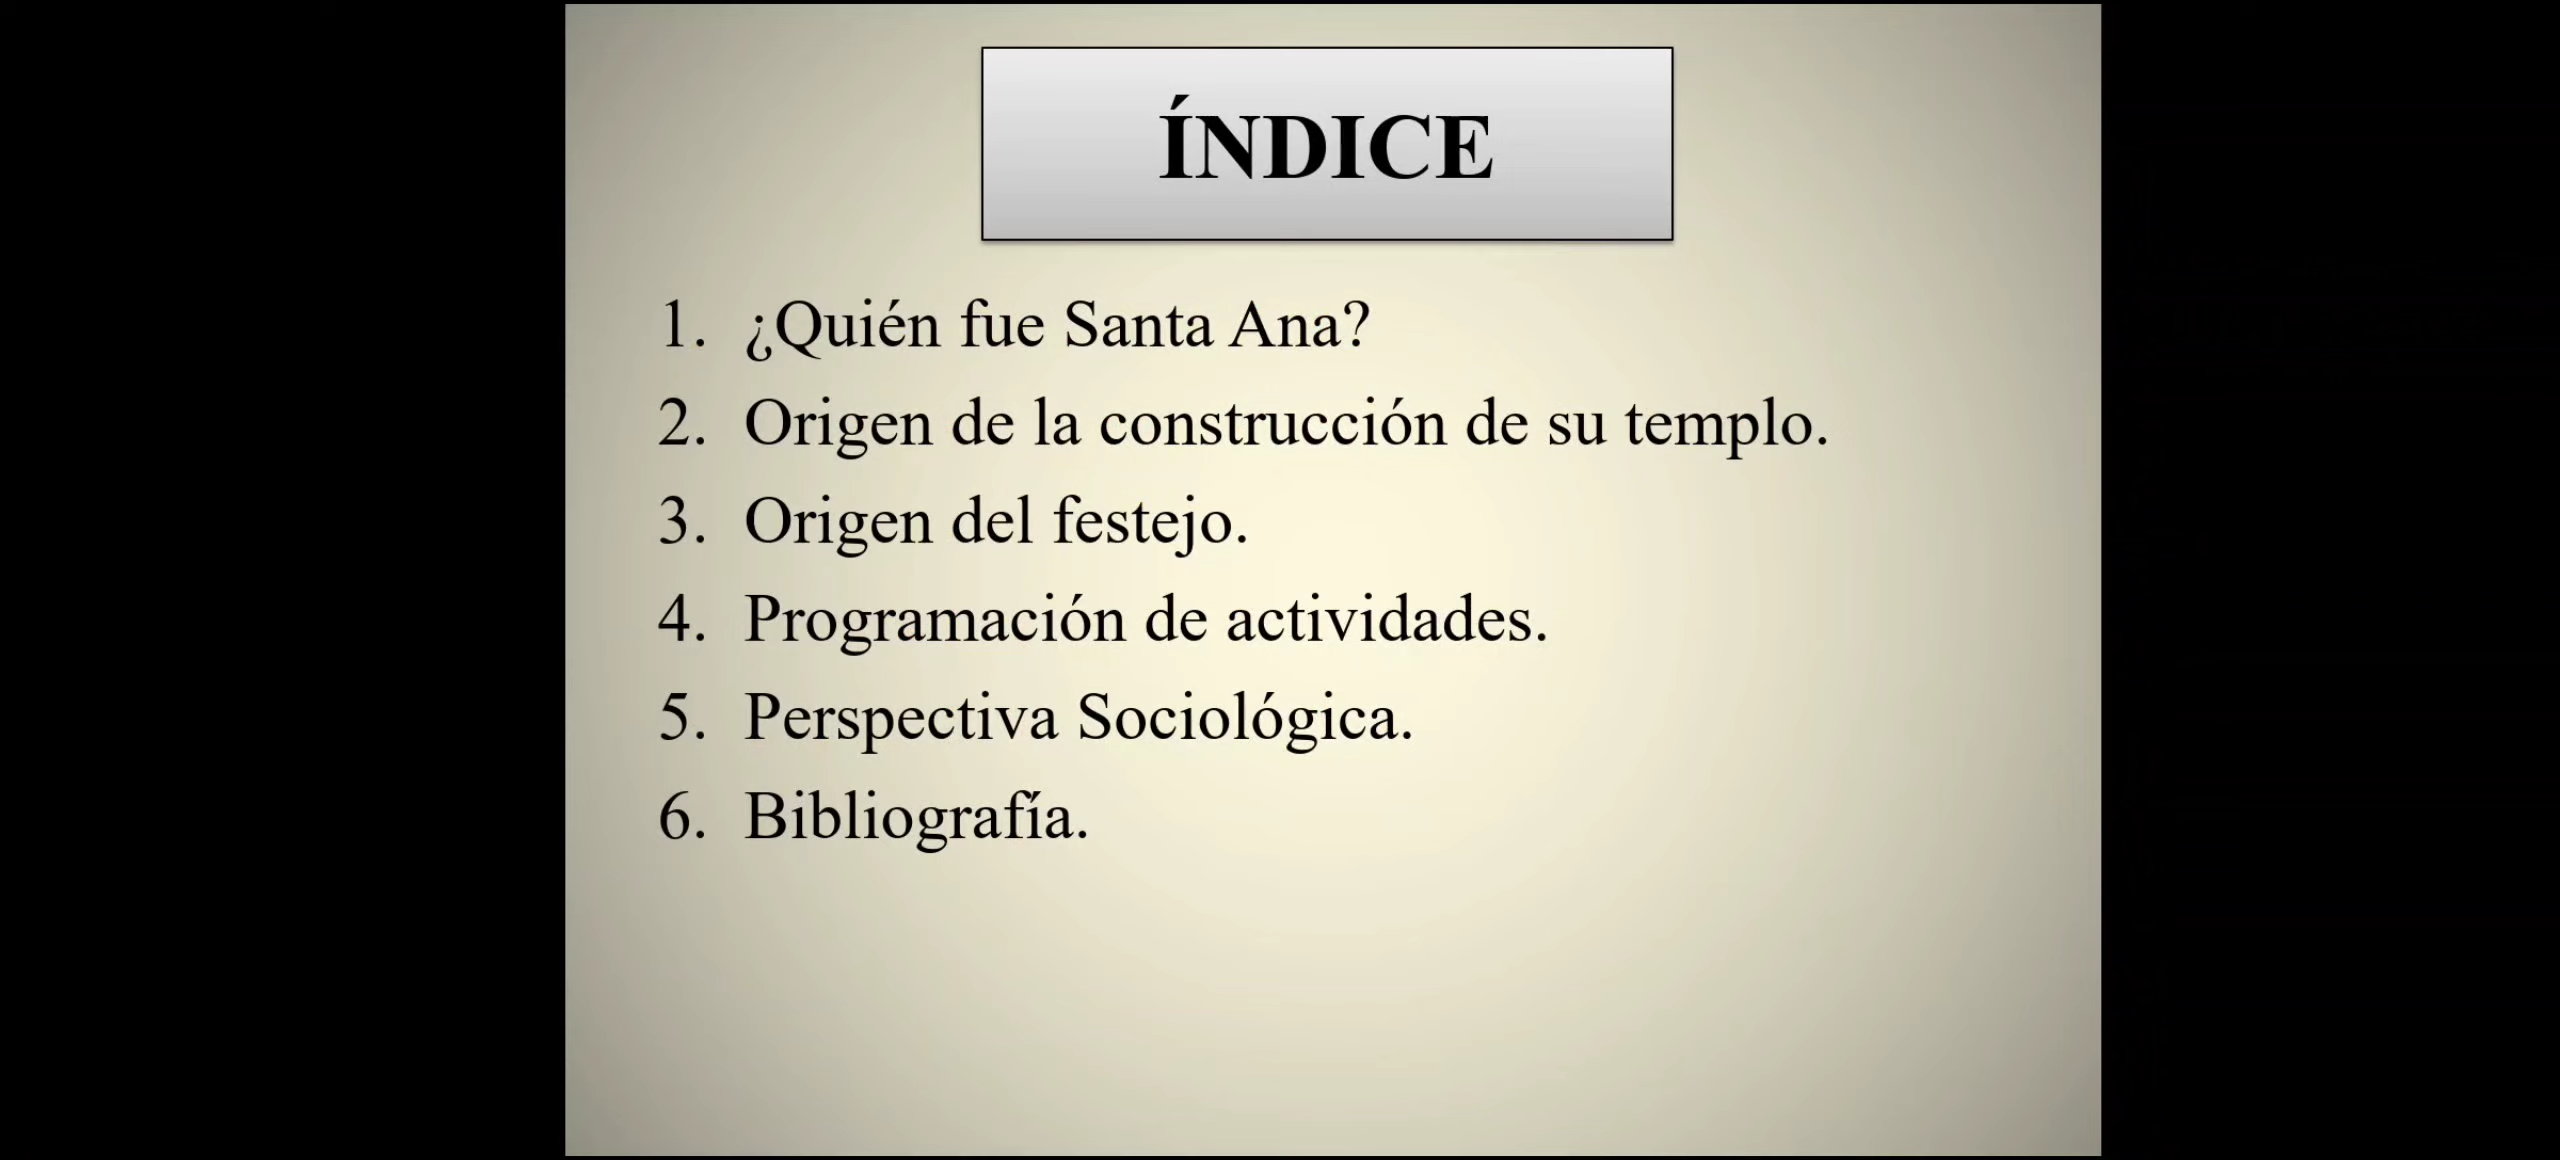 ÍNDICE
1. ¿Quién fue Santa Ana?
2. Origen de la construcción de su templo.
3. Origen del festejo.
4. Programación de actividades.
5. Perspectiva Sociológica.
6. Bibliografía.